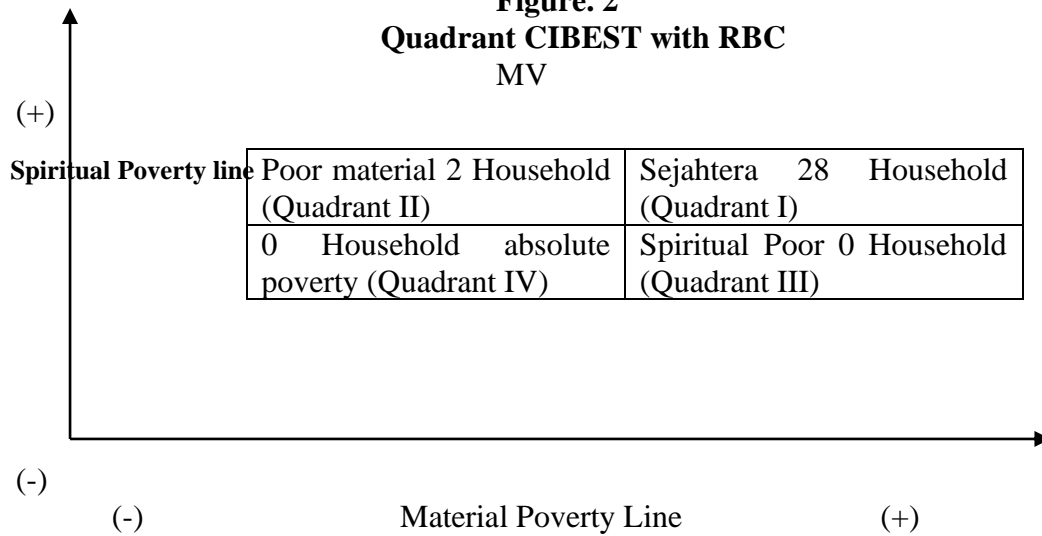 Figure. 2
Quadrant CIBEST with RBC
MV
(+)
Spiritual Poverty line
Poor material 2 Household
(Quadrant II)
Sejahtera 28 Household
(Quadrant I)
0 Household absolute
poverty (Quadrant IV)
Spiritual Poor 0 Household
(Quadrant III)
(-)
(-) Material Poverty Line (+)